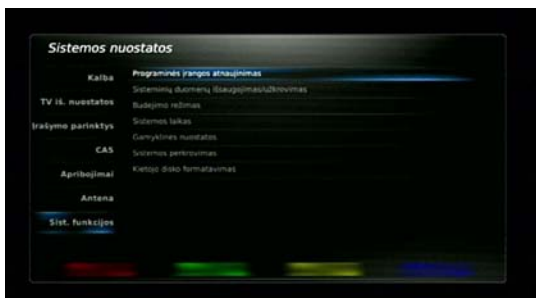 Sistemos nuostatos
Kalba
TV iš. nuostatos
Įrašymo parinktys
CAS
Apribojimai
Antena
Sist. funkcijos
Programinės įrangos atnaujinimas
Sisteminių duomenų išsaugojimas/užkrovimas
Budėjimo režimas
Sistemos laikas
Gamyklinės nuostatos
Sistemos perkrovimas
Kietojo disko formatavimas